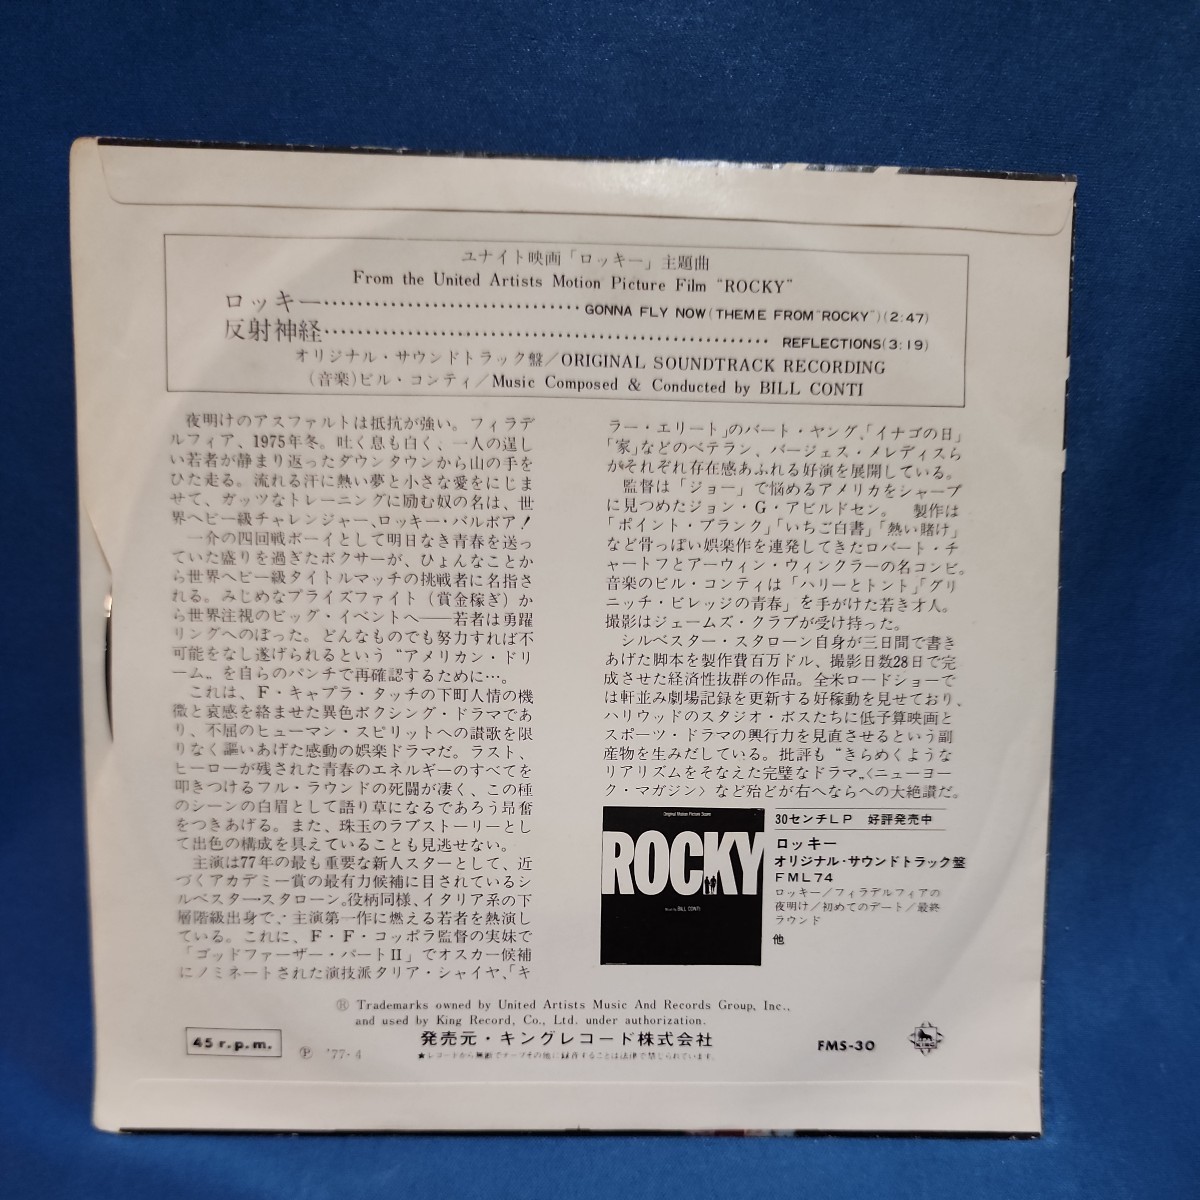 ユナイト映画「ロッキー」主題曲
From the United Artists Motion Picture Film "ROCKY"
ロッキー……………………………GONNA FLY NOW(THEME FROM"ROCKY")(2:47)
反射神経……………………………………………… REFLECTIONS(3:19)
オリジナル・サウンドトラック盤/ORIGINAL SOUNDTRACK RECORDING
(音楽)ビル・コンティ/Music Composed & Conducted by BILL CONTI
夜明けのアスファルトは抵抗が強い。フィラデ
ルフィア、1975年冬。吐く息も白く、一人の逞し
い若者が静まり返ったダウンタウンから山の手を
ひた走る。流れる汗に熱い夢と小さな愛をにじま
せて、ガッツなトレーニングに励む奴の名は、世
界ヘビー級チャレンジャー、ロッキー・バルボア!
一介の四回戦ボーイとして明日なき青春を送っ
ていた盛りを過ぎたボクサーが、ひょんなことか
ら世界ヘビー級タイトルマッチの挑戦者に名指さ
れる。みじめなプライズファイト(賞金稼ぎ)か
ら世界注視のビッグ・イベントへ——若者は勇躍
リングへのぼった。どんなものでも努力すれば不
可能をなし遂げられるという“アメリカン・ドリ
ーム„を自らのパンチで再確認するために…。
これは、F・キャプラ・タッチの下町人情の機
微と哀感を絡ませた異色ボクシング・ドラマであ
り、不屈のヒューマン・スピリットへの讃歌を限
りなく謳いあげた感動の娯楽ドラマだ。ラスト、
ヒーローが残された青春のエネルギーのすべてを
叩きつけるフル・ラウンドの死闘が凄く、この種
のシーンの白眉として語り草になるであろう昂奮
をつきあげる。また、珠玉のラブストーリーとし
て出色の構成を具えていることも見逃せない。
主演は77年の最も重要な新人スターとして、近
づくアカデミー賞の最有力候補に目されているシ
ルベスター・スタローン。役柄同様、イタリア系の下
層階級出身で、主演第一作に燃える若者を熱演し
ている。これに、F・F・コッポラ監督の実妹で
「ゴッドファーザー・パートII」でオスカー候補
にノミネートされた演技派タリア・シャイヤ、「キ
ラー・エリート」のバート・ヤング、「イナゴの日」
「家」などのベテラン、バージェス・メレディスら
がそれぞれ存在感あふれる好演を展開している。
監督は「ジョー」で悩めるアメリカをシャープ
に見つめたジョン・G・アビルドセン。 製作は
「ポイント・ブランク」「いちご白書」「熱い賭け」
など骨っぽい娯楽作を連発してきたロバート・チ
ャートフとアーウィン・ウィンクラーの名コンビ。
音楽のビル・コンティは「ハリーとトント」「グリ
ニッチ・ビレッジの青春」を手がけた若き才人。
撮影はジェームズ・クラブが受け持った。
シルベスター・スタローン自身が三日間で書き
あげた脚本を製作費百万ドル、撮影日数28日で完
成させた経済性抜群の作品。全米ロードショーで
は軒並み劇場記録を更新する好稼動を見せており、
ハリウッドのスタジオ・ボスたちに低予算映画と
スポーツ・ドラマの興行力を見直させるという副
産物を生みだしている。批評も“きらめくような
リアリズムをそなえた完璧なドラマ„〈ニューヨー
ク・マガジン〉など殆どが右へならへの大絶讃だ。
Original Motion Picture Score
ROCKY
Music by BILL CONTI
30センチLP 好評発売中
ロッキー
オリジナル・サウンドトラック盤
FML74
ロッキー/フィラデルフィアの
夜明け/初めてのデート/最終
ラウンド
他
Ⓡ Trademarks owned by United Artists Music And Records Group, Inc.,
and used by King Record, Co., Ltd. under authorization.
45 r.p.m.
Ⓟ '77・4
発売元・キングレコード株式会社
★レコードから無断でテープその他に録音することは法律で禁じられています。
FMS-30
KING